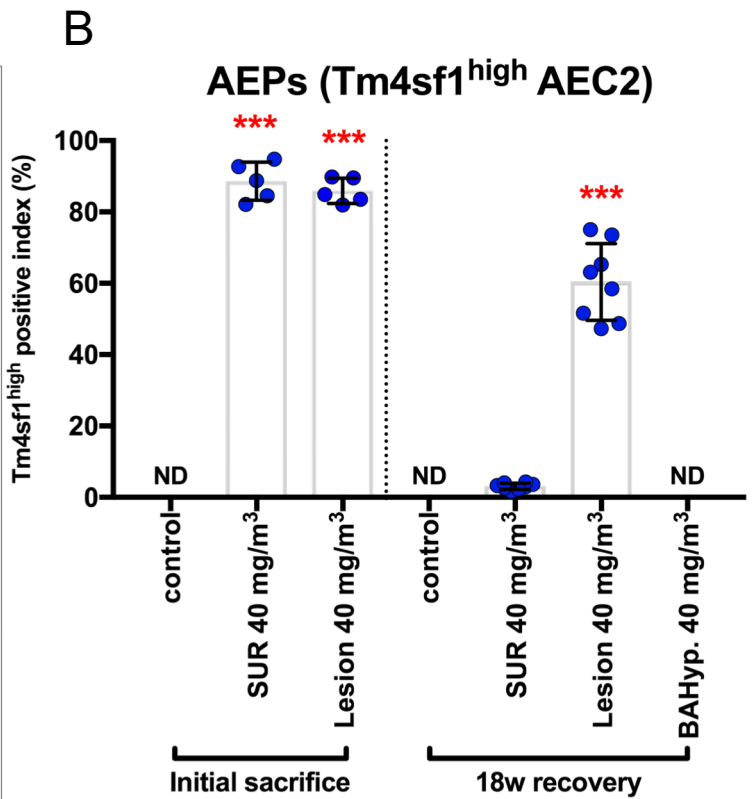 B
AEPs (Tm4sf1high AEC2)
Tm4sf1high positive index (%)
100
80
60
40
20
0
***
***
***
ND
ND
ND
control
SUR 40 mg/m3
Lesion 40 mg/m3
control
SUR 40 mg/m3
Lesion 40 mg/m3
BAHyp. 40 mg/m3
Initial sacrifice
18w recovery